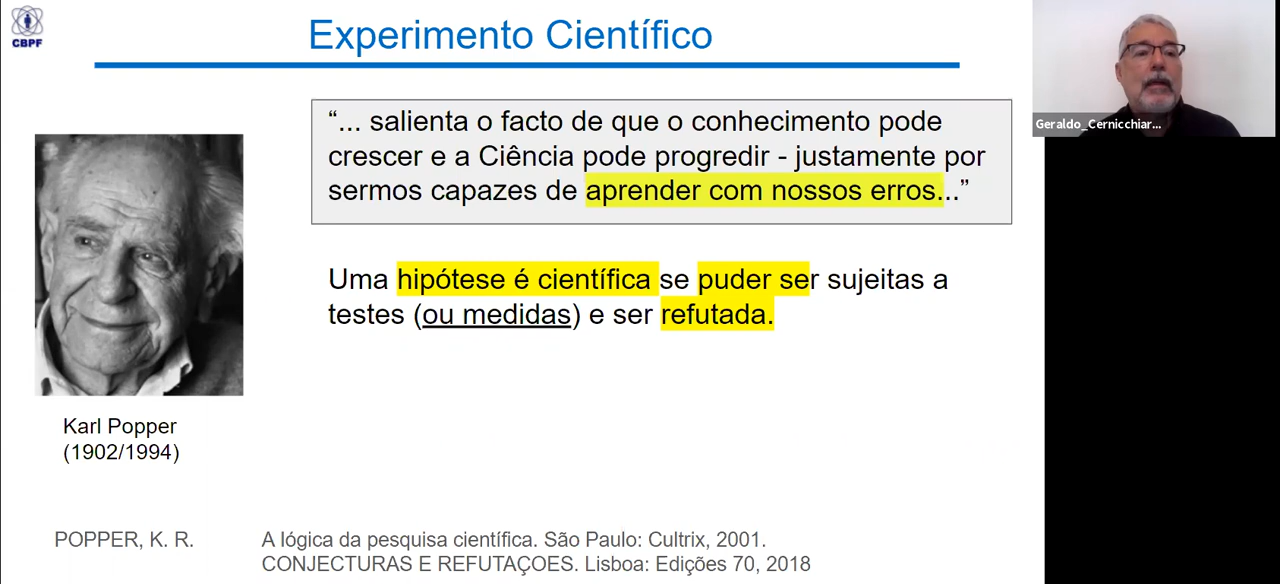 CBPF
Experimento Científico
“... salienta o facto de que o conhecimento pode
crescer e a Ciência pode progredir - justamente por
sermos capazes de aprender com nossos erros...”
Uma hipótese é científica se puder ser sujeitas a
testes (ou medidas) e ser refutada.
Karl Popper
(1902/1994)
POPPER, K. R. A lógica da pesquisa científica. São Paulo: Cultrix, 2001.
CONJECTURAS E REFUTAÇOES. Lisboa: Edições 70, 2018
Geraldo_Cernicchiar...